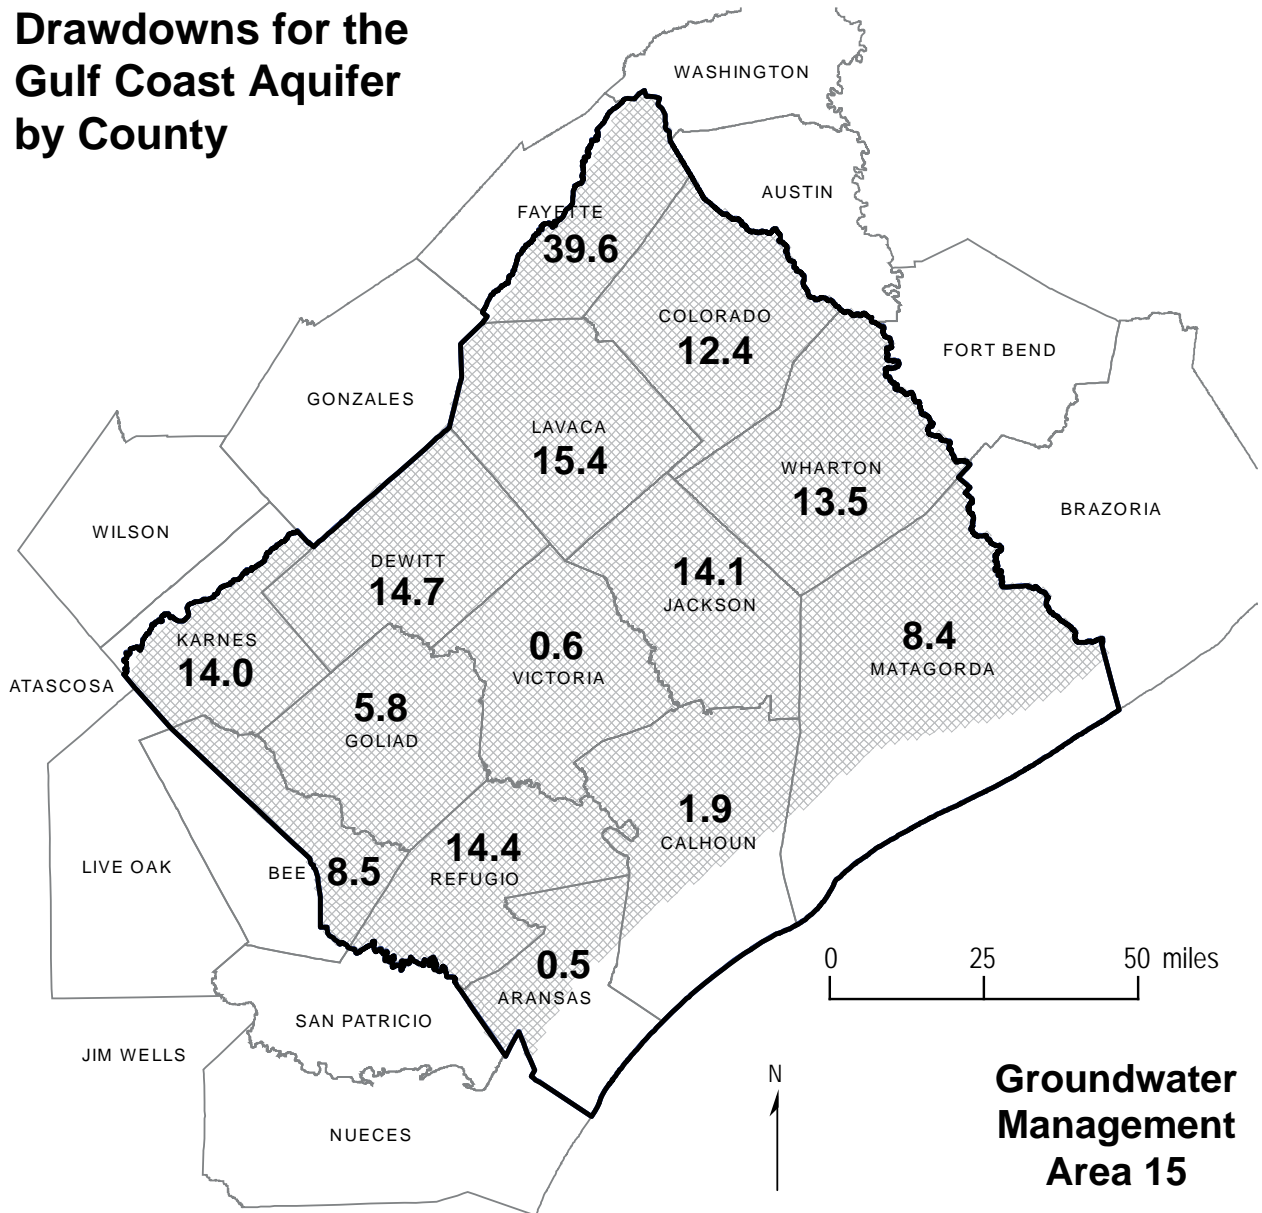 Drawdowns for the
Gulf Coast Aquifer
by County
WASHINGTON
AUSTIN
FAYETTE
39.6
COLORADO
12.4
FORT BEND
GONZALES
LAVACA
15.4
WHARTON
13.5
BRAZORIA
WILSON
DEWITT
14.7
14.1
JACKSON
KARNES
14.0
0.6
VICTORIA
8.4
MATAGORDA
ATASCOSA
5.8
GOLIAD
1.9
CALHOUN
LIVE OAK
BEE 8.5
14.4
REFUGIO
0.5
ARANSAS
0 25 50 miles
SAN PATRICIO
JIM WELLS
NUECES
N
Groundwater
Management
Area 15